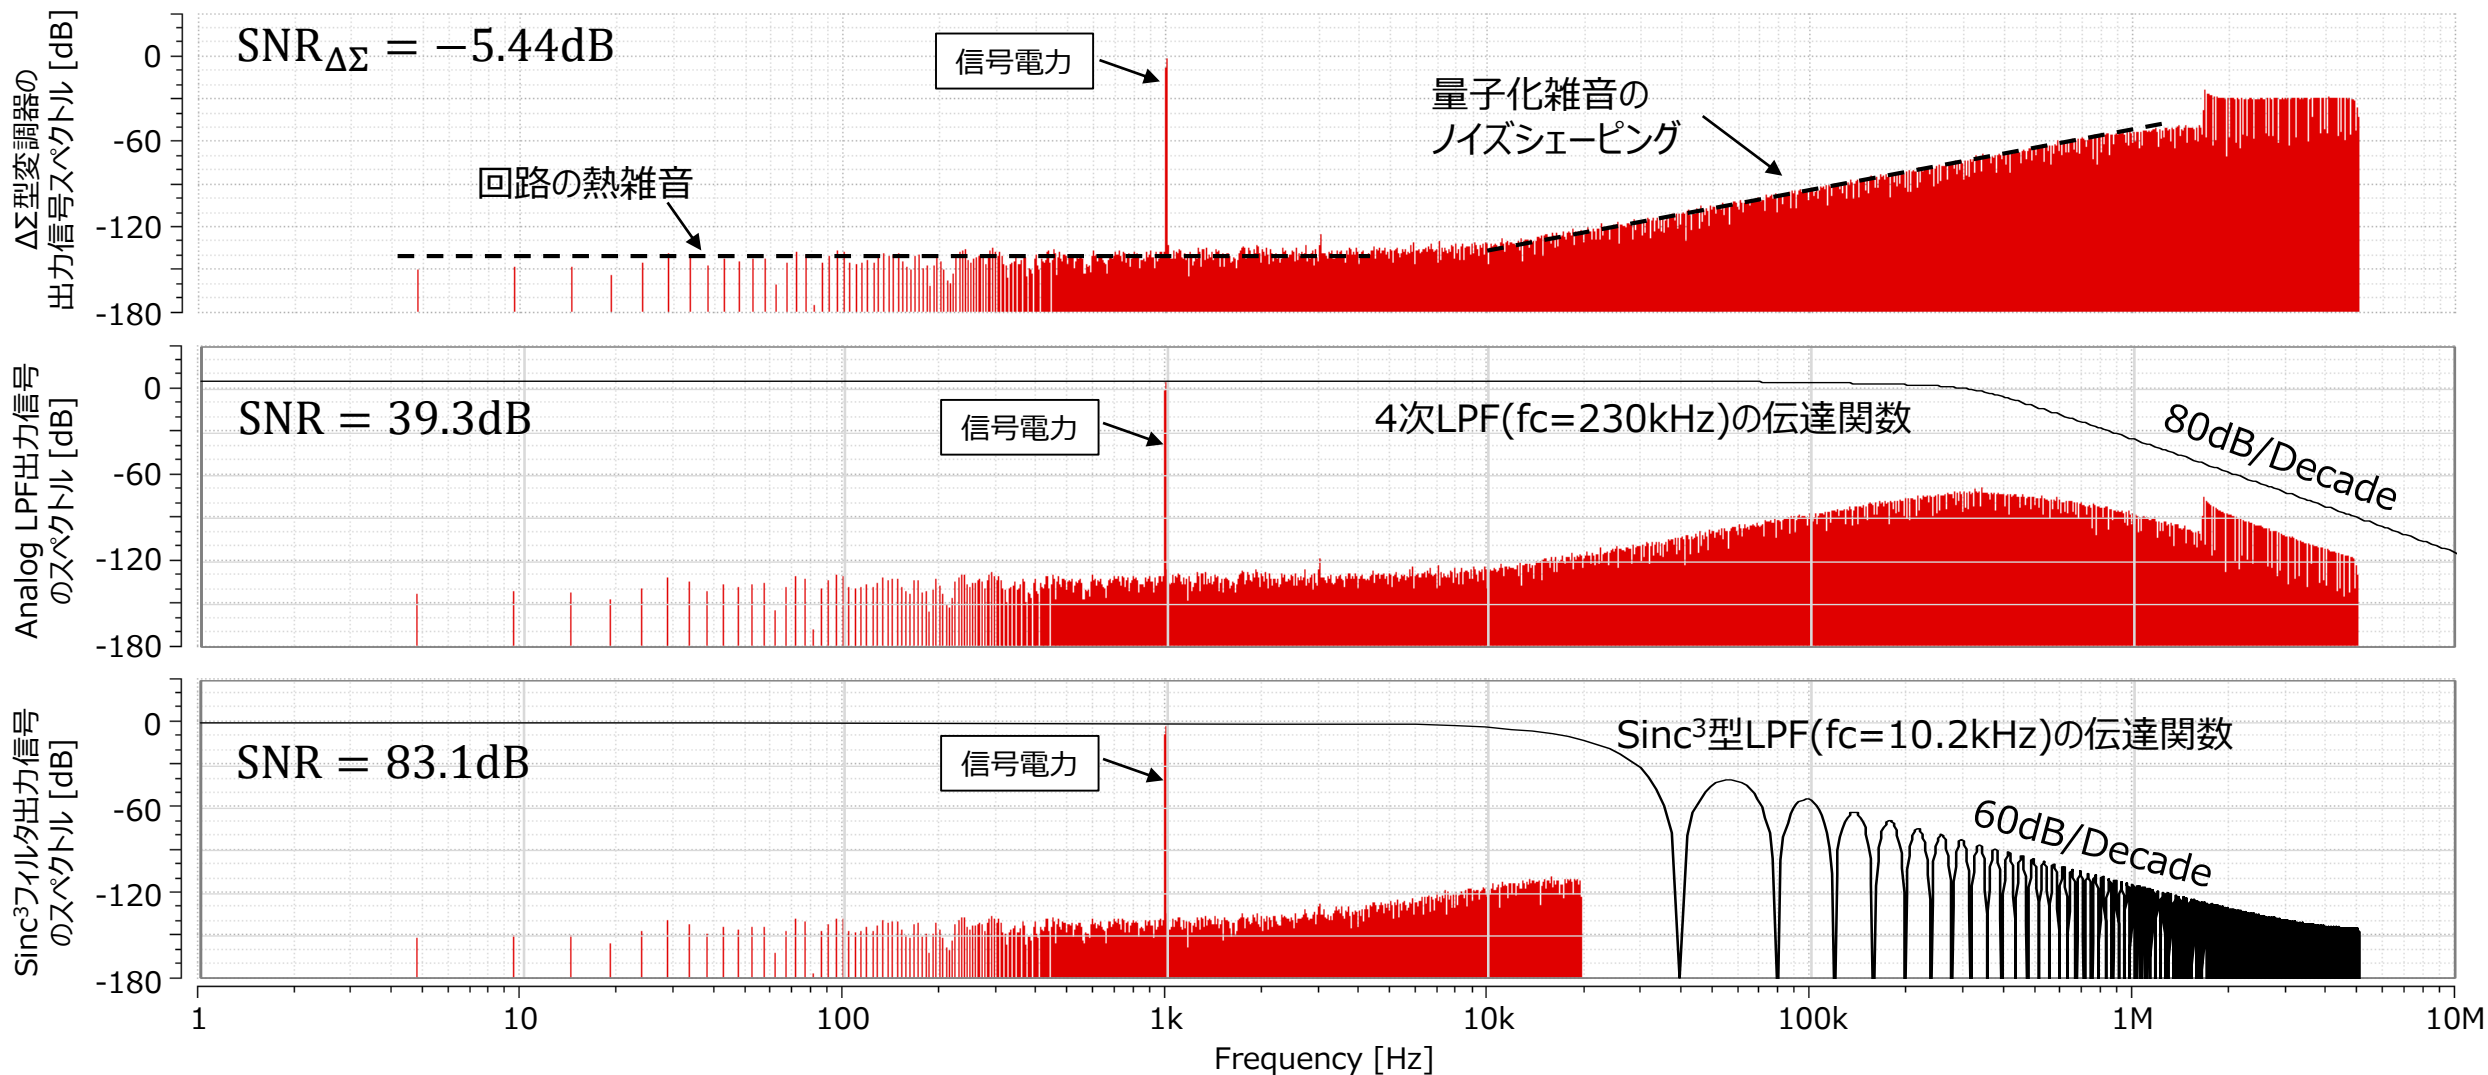 ΔΣ型変調器の
出力信号スペクトル [dB]
0
-60
-120
-180
SNRΔΣ = −5.44dB
信号電力
量子化雑音の
ノイズシェーピング
回路の熱雑音
Analog LPF出力信号
のスペクトル [dB]
0
-60
-120
-180
SNR = 39.3dB
信号電力
4次LPF(fc=230kHz)の伝達関数
80dB/Decade
Sinc³フィルタ出力信号
のスペクトル [dB]
0
-60
-120
-180
SNR = 83.1dB
信号電力
Sinc³型LPF(fc=10.2kHz)の伝達関数
60dB/Decade
1 10 100 1k 10k 100k 1M 10M
Frequency [Hz]